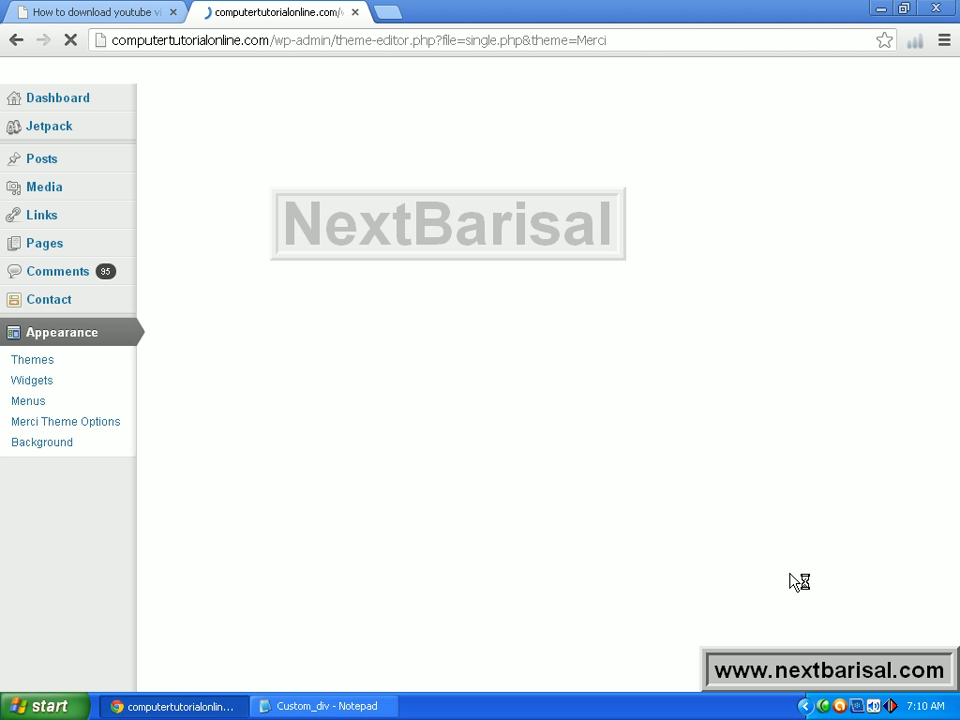 How to download youtube vi
computertutorialonline.com/
computertutorialonline.com/wp-admin/theme-editor.php?file=single.php&theme=Merci
Dashboard
Jetpack
Posts
Media
Links
Pages
Comments 95
Contact
Appearance
Themes
Widgets
Menus
Merci Theme Options
Background
NextBarisal
www.nextbarisal.com
start
computertutorialonlin...
Custom_div - Notepad
7:10 AM